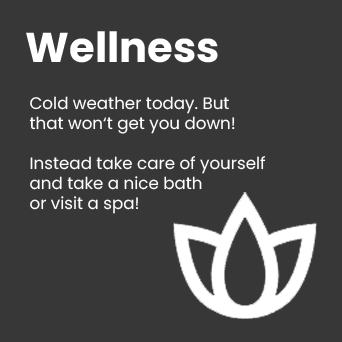 Wellness
Cold weather today. But
that won't get you down!
Instead take care of yourself
and take a nice bath
or visit a spa!